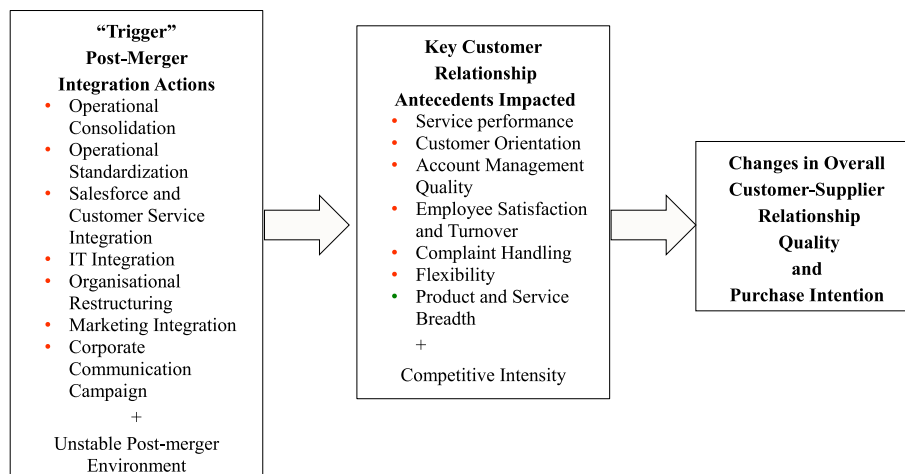 “Trigger”
Post-Merger
Integration Actions
• Operational
Consolidation
• Operational
Standardization
• Salesforce and
Customer Service
Integration
• IT Integration
• Organisational
Restructuring
• Marketing Integration
• Corporate
Communication
Campaign
+
Unstable Post-merger
Environment
Key Customer
Relationship
Antecedents Impacted
• Service performance
• Customer Orientation
• Account Management
Quality
• Employee Satisfaction
and Turnover
• Complaint Handling
• Flexibility
• Product and Service
Breadth
+
Competitive Intensity
Changes in Overall
Customer-Supplier
Relationship
Quality
and
Purchase Intention